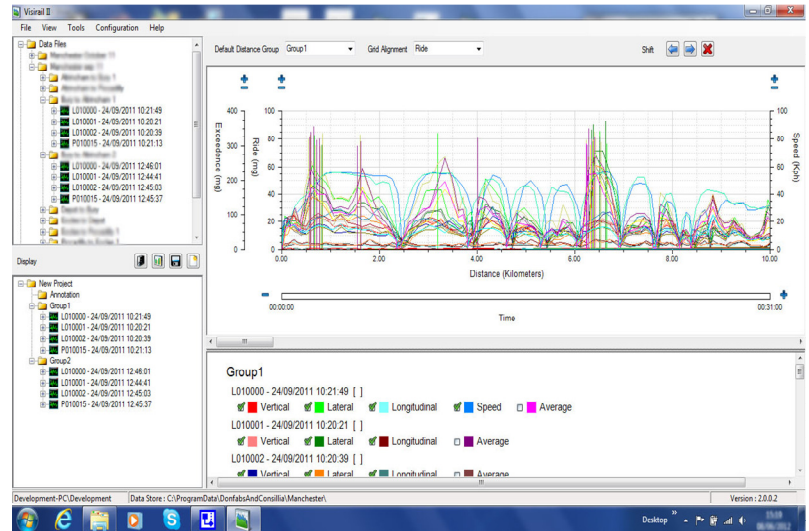 Visirail II
File View Tools Configuration Help
Data Files
L010000 - 24/09/2011 10:21:49
L010001 - 24/09/2011 10:20:21
L010002 - 24/09/2011 10:20:39
P010015 - 24/09/2011 10:21:13
L010000 - 24/09/2011 12:46:01
L010001 - 24/09/2011 12:44:41
L010002 - 24/09/2011 12:45:03
P010015 - 24/09/2011 12:45:37
Display
New Project
Annotation
Group1
L010000 - 24/09/2011 10:21:49
L010001 - 24/09/2011 10:20:21
L010002 - 24/09/2011 10:20:39
P010015 - 24/09/2011 10:21:13
Group2
L010000 - 24/09/2011 12:46:01
L010001 - 24/09/2011 12:44:41
L010002 - 24/09/2011 12:45:03
P010015 - 24/09/2011 12:45:37
Default Distance Group Group1 Grid Alignment Ride Shift
Exceedance (mg)
400
300
200
100
0
Ride (mg)
100
80
60
40
20
0
100
80
60
40
20
0
Speed (Kph)
0.00 2.00 4.00 6.00 8.00 10.00
Distance (Kilometers)
00:00:00 00:31:00
Time
Group1
L010000 - 24/09/2011 10:21:49 [ ]
Vertical Lateral Longitudinal Speed Average
L010001 - 24/09/2011 10:20:21 [ ]
Vertical Lateral Longitudinal Average
L010002 - 24/09/2011 10:20:39 [ ]
Vertical Lateral Longitudinal Average
Development-PC\Development Data Store : C:\ProgramData\DonfabsAndConsillia\Manchester\ Version : 2.0.0.2
Desktop